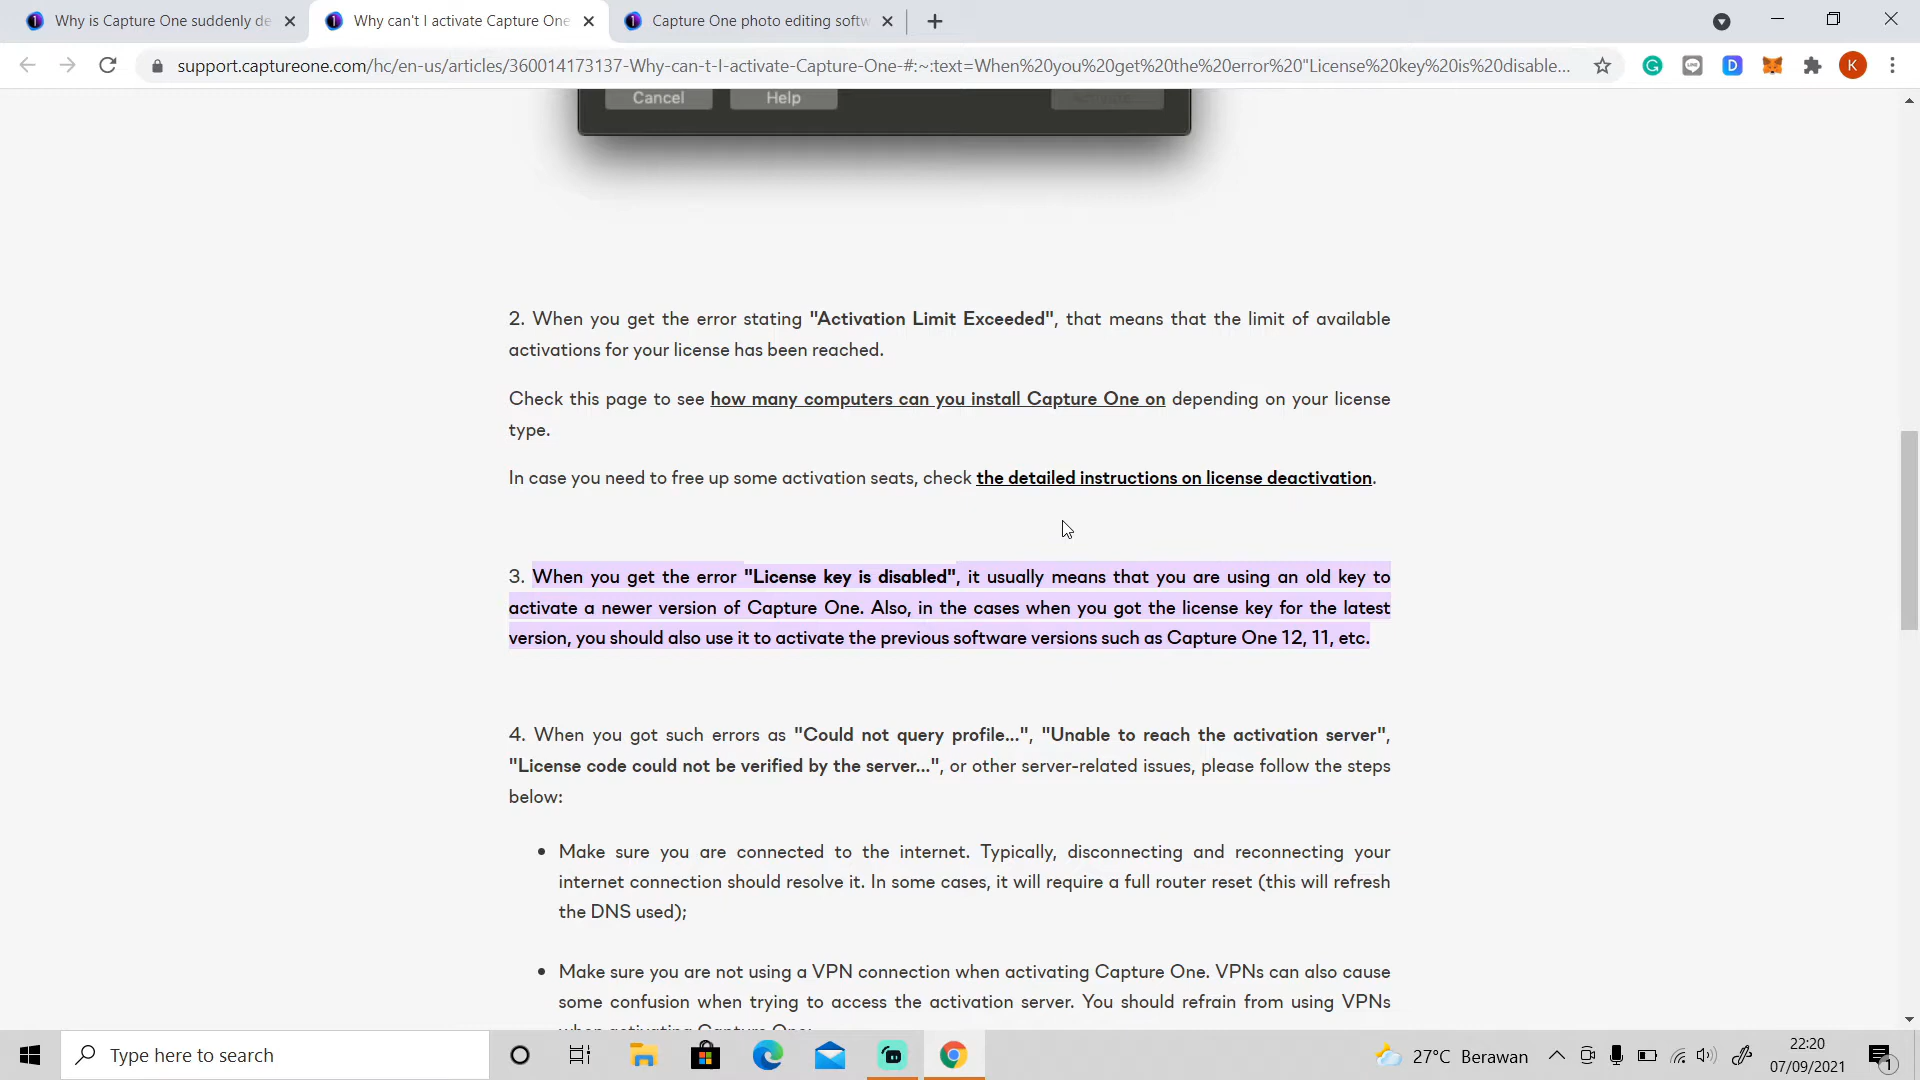 Why is Capture One suddenly de
Why can't I activate Capture One
Capture One photo editing softw
support.captureone.com/hc/en-us/articles/360014173137-Why-can-t-I-activate-Capture-One-#:~:text=When%20you%20get%20the%20error%20"License%20key%20is%20disable...
K
Cancel
Help
2. When you get the error stating "Activation Limit Exceeded", that means that the limit of available
activations for your license has been reached.
Check this page to see how many computers can you install Capture One on depending on your license
type.
In case you need to free up some activation seats, check the detailed instructions on license deactivation.
3. When you get the error "License key is disabled", it usually means that you are using an old key to
activate a newer version of Capture One. Also, in the cases when you got the license key for the latest
version, you should also use it to activate the previous software versions such as Capture One 12, 11, etc.
4. When you got such errors as "Could not query profile...", "Unable to reach the activation server",
"License code could not be verified by the server...", or other server-related issues, please follow the steps
below:
• Make sure you are connected to the internet. Typically, disconnecting and reconnecting your
internet connection should resolve it. In some cases, it will require a full router reset (this will refresh
the DNS used);
• Make sure you are not using a VPN connection when activating Capture One. VPNs can also cause
some confusion when trying to access the activation server. You should refrain from using VPNs
when activating Capture One;
Type here to search
27°C Berawan
22:20
07/09/2021
1